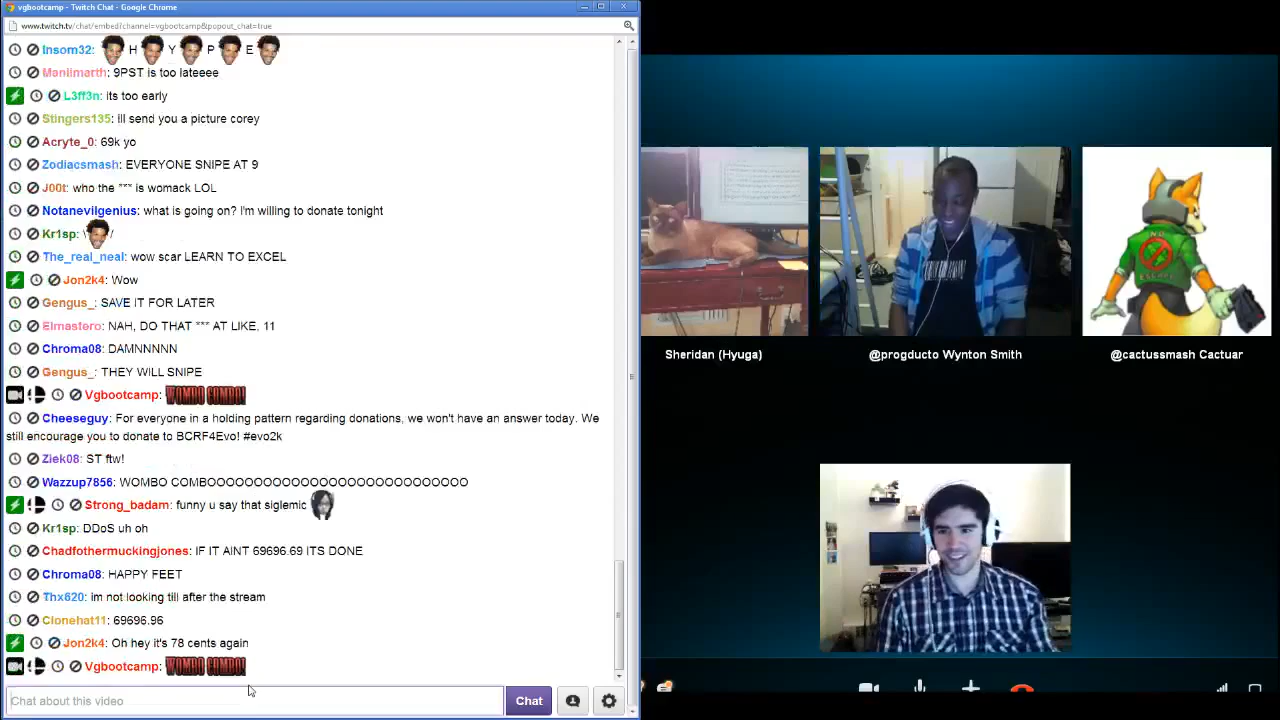 vgbootcamp - Twitch Chat - Google Chrome
www.twitch.tv/chat/embed?channel=vgbootcamp&popout_chat=true
Insom32: H Y P E
Manlimarth: 9PST is too lateeee
L3ff3n: its too early
Stingers135: ill send you a picture corey
Acryte_0: 69k yo
Zodiacsmash: EVERYONE SNIPE AT 9
J00t: who the *** is womack LOL
Notanevilgenius: what is going on? I'm willing to donate tonight
Kr1sp: \ /
The_real_neal: wow scar LEARN TO EXCEL
Jon2k4: Wow
Gengus_: SAVE IT FOR LATER
Elmastero: NAH, DO THAT *** AT LIKE. 11
Chroma08: DAMNNNNN
Gengus_: THEY WILL SNIPE
Vgbootcamp: WOMBO COMBO!
Cheeseguy: For everyone in a holding pattern regarding donations, we won't have an answer today. We
still encourage you to donate to BCRF4Evo! #evo2k
Ziek08: ST ftw!
Wazzup7856: WOMBO COMBOOOOOOOOOOOOOOOOOOOOOOOOOOO
Strong_badam: funny u say that siglemic
Kr1sp: DDoS uh oh
Chadfothermuckingjones: IF IT AINT 69696.69 ITS DONE
Chroma08: HAPPY FEET
Thx620: im not looking till after the stream
Clonehat11: 69696.96
Jon2k4: Oh hey it's 78 cents again
Vgbootcamp: WOMBO COMBO!
Chat about this video
Chat
NO
ESCAPE
Sheridan (Hyuga)
@progducto Wynton Smith
@cactussmash Cactuar